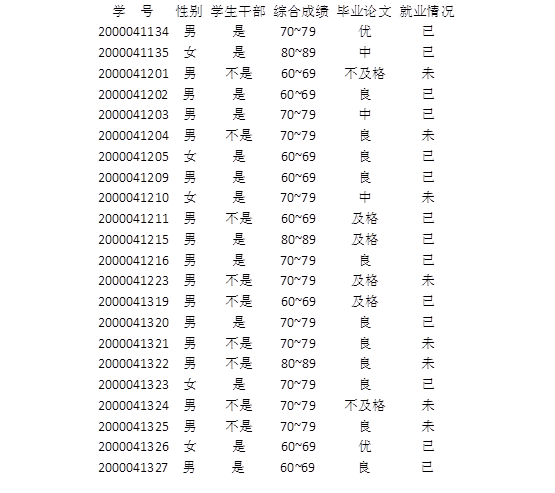 学 号 性别 学生干部 综合成绩 毕业论文 就业情况
2000041134 男 是 70~79 优 已
2000041135 女 是 80~89 中 已
2000041201 男 不是 60~69 不及格 未
2000041202 男 是 60~69 良 已
2000041203 男 是 70~79 中 已
2000041204 男 不是 70~79 良 未
2000041205 女 是 60~69 良 已
2000041209 男 是 60~69 良 已
2000041210 女 是 70~79 中 未
2000041211 男 不是 60~69 及格 已
2000041215 男 是 80~89 及格 已
2000041216 男 是 70~79 良 已
2000041223 男 不是 70~79 及格 未
2000041319 男 不是 60~69 及格 已
2000041320 男 是 70~79 良 已
2000041321 男 不是 70~79 良 未
2000041322 男 不是 80~89 良 未
2000041323 女 是 70~79 良 已
2000041324 男 不是 70~79 不及格 未
2000041325 男 不是 70~79 良 未
2000041326 女 是 60~69 优 已
2000041327 男 是 60~69 良 已